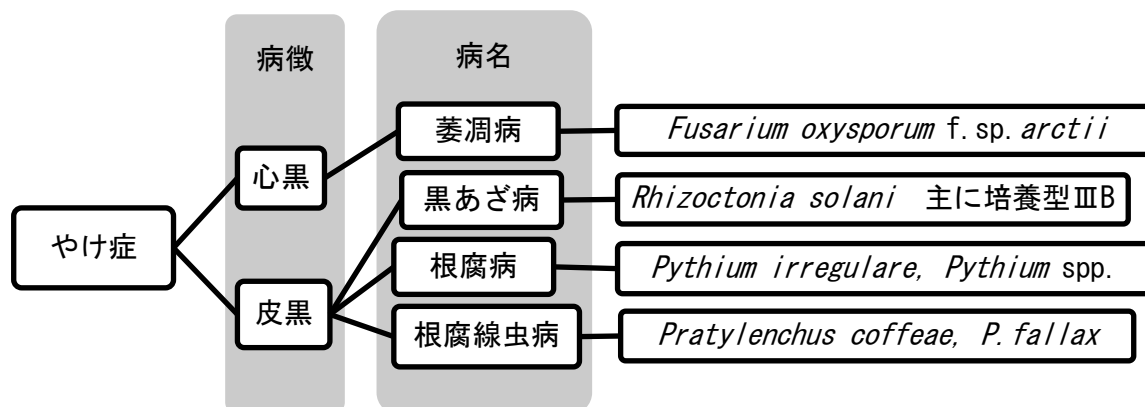 病徴
病名
やけ症
心黒
皮黒
萎凋病
黒あざ病
根腐病
根腐線虫病
Fusarium oxysporum f.sp.arctii
Rhizoctonia solani 主に培養型ⅢB
Pythium irregulare, Pythium spp.
Pratylenchus coffeae, P.fallax